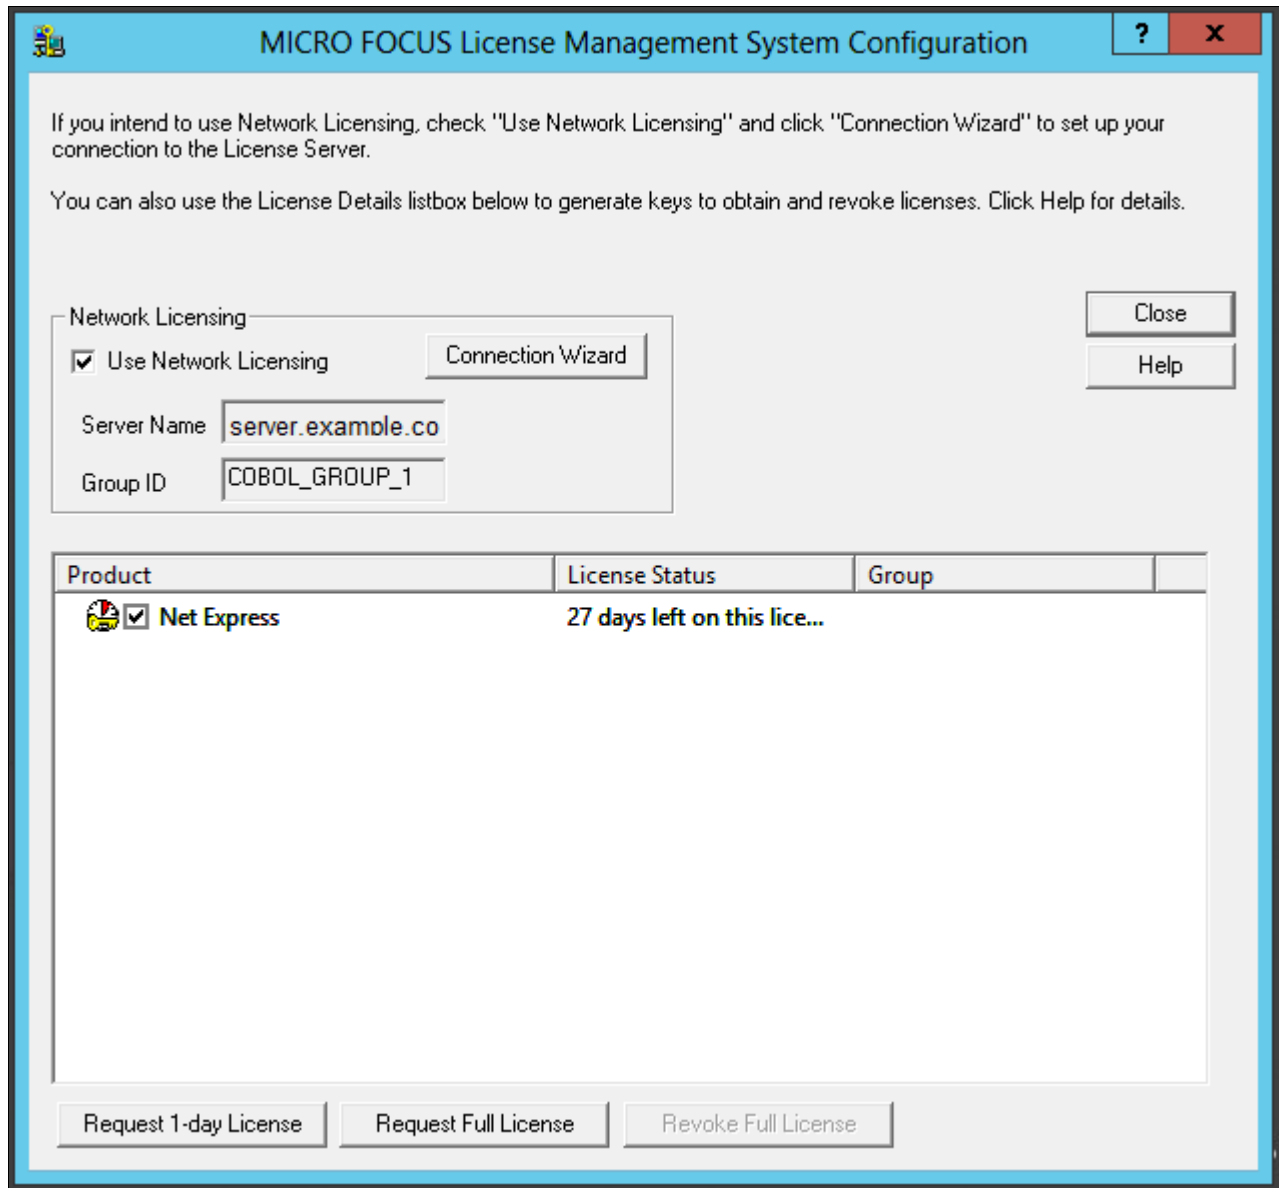 MICRO FOCUS License Management System Configuration
?
x
If you intend to use Network Licensing, check "Use Network Licensing" and click "Connection Wizard" to set up your
connection to the License Server.
You can also use the License Details listbox below to generate keys to obtain and revoke licenses. Click Help for details.
Network Licensing
Use Network Licensing
Connection Wizard
Server Name
server.example.co
Group ID
COBOL_GROUP_1
Close
Help
Product License Status Group
Net Express 27 days left on this lice...
Request 1-day License Request Full License Revoke Full License